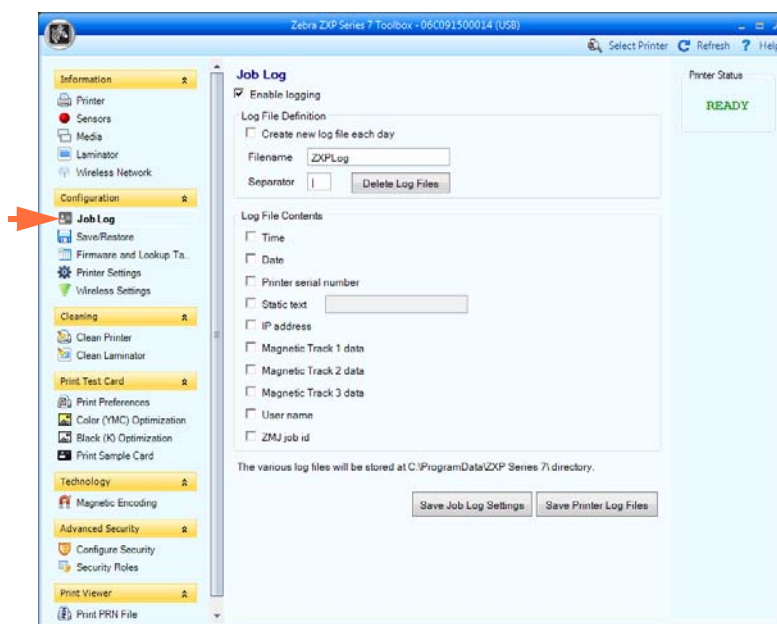 Zebra ZXP Series 7 Toolbox - 06C091500014 (USB)
Select Printer Refresh ? Help
Information
Printer
Sensors
Media
Laminator
Wireless Network
Configuration
Job Log
Save/Restore
Firmware and Lookup Ta..
Printer Settings
Wireless Settings
Cleaning
Clean Printer
Clean Laminator
Print Test Card
Print Preferences
Color (YMC) Optimization
Black (K) Optimization
Print Sample Card
Technology
Magnetic Encoding
Advanced Security
Configure Security
Security Roles
Print Viewer
Print PRN File
Job Log
Enable logging
Log File Definition
Create new log file each day
Filename ZXPLog
Separator | Delete Log Files
Log File Contents
Time
Date
Printer serial number
Static text
IP address
Magnetic Track 1 data
Magnetic Track 2 data
Magnetic Track 3 data
User name
ZMJ job id
The various log files will be stored at C:\ProgramData\ZXP Series 7\ directory.
Save Job Log Settings Save Printer Log Files
Printer Status
READY